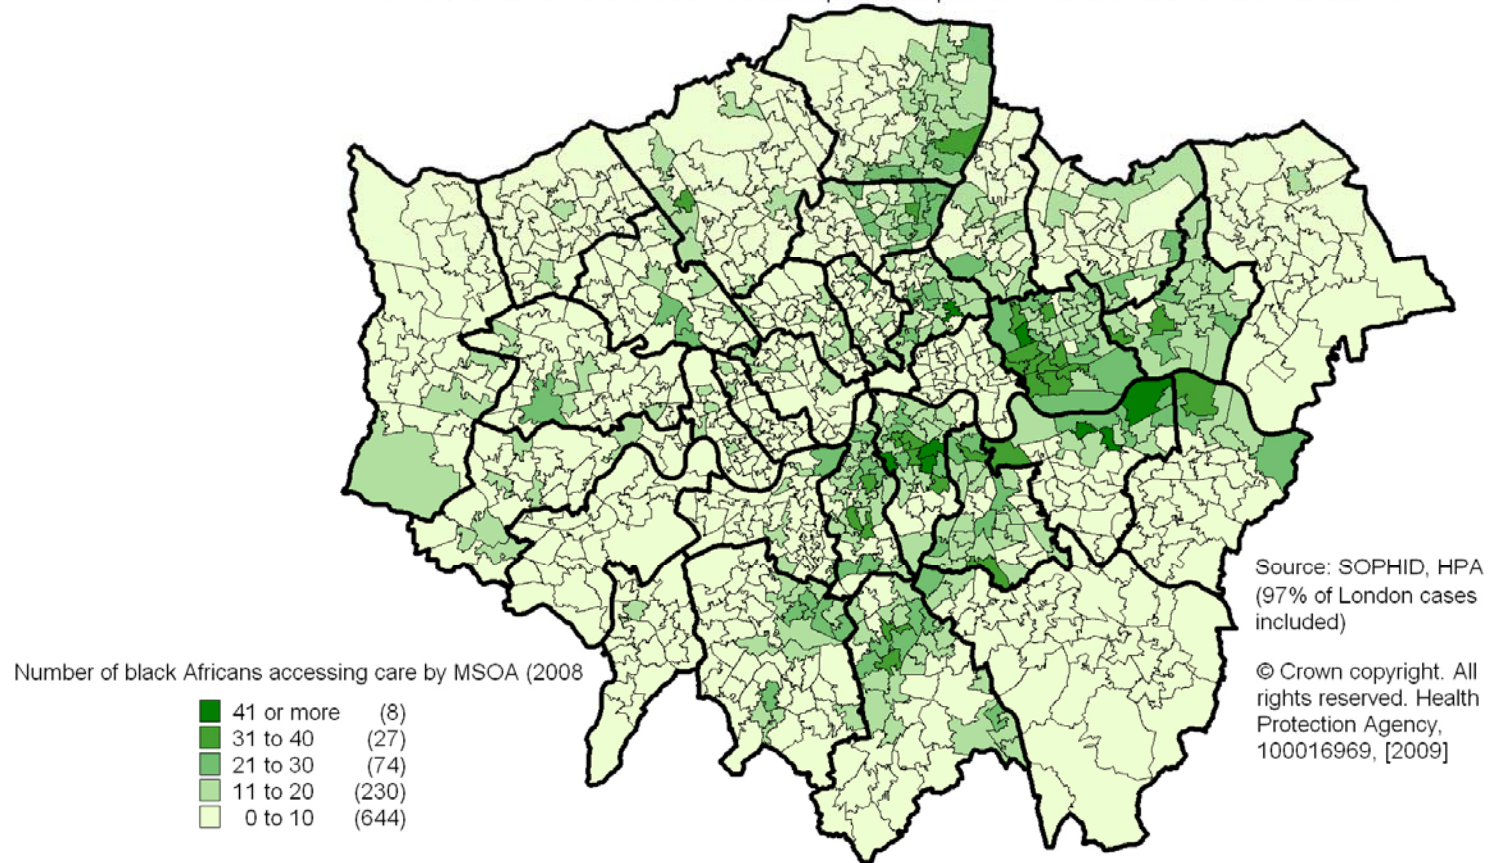 Source: SOPHID, HPA
(97% of London cases
included)
© Crown copyright. All
rights reserved. Health
Protection Agency,
100016969, [2009]
Number of black Africans accessing care by MSOA (2008
41 or more (8)
31 to 40 (27)
21 to 30 (74)
11 to 20 (230)
0 to 10 (644)